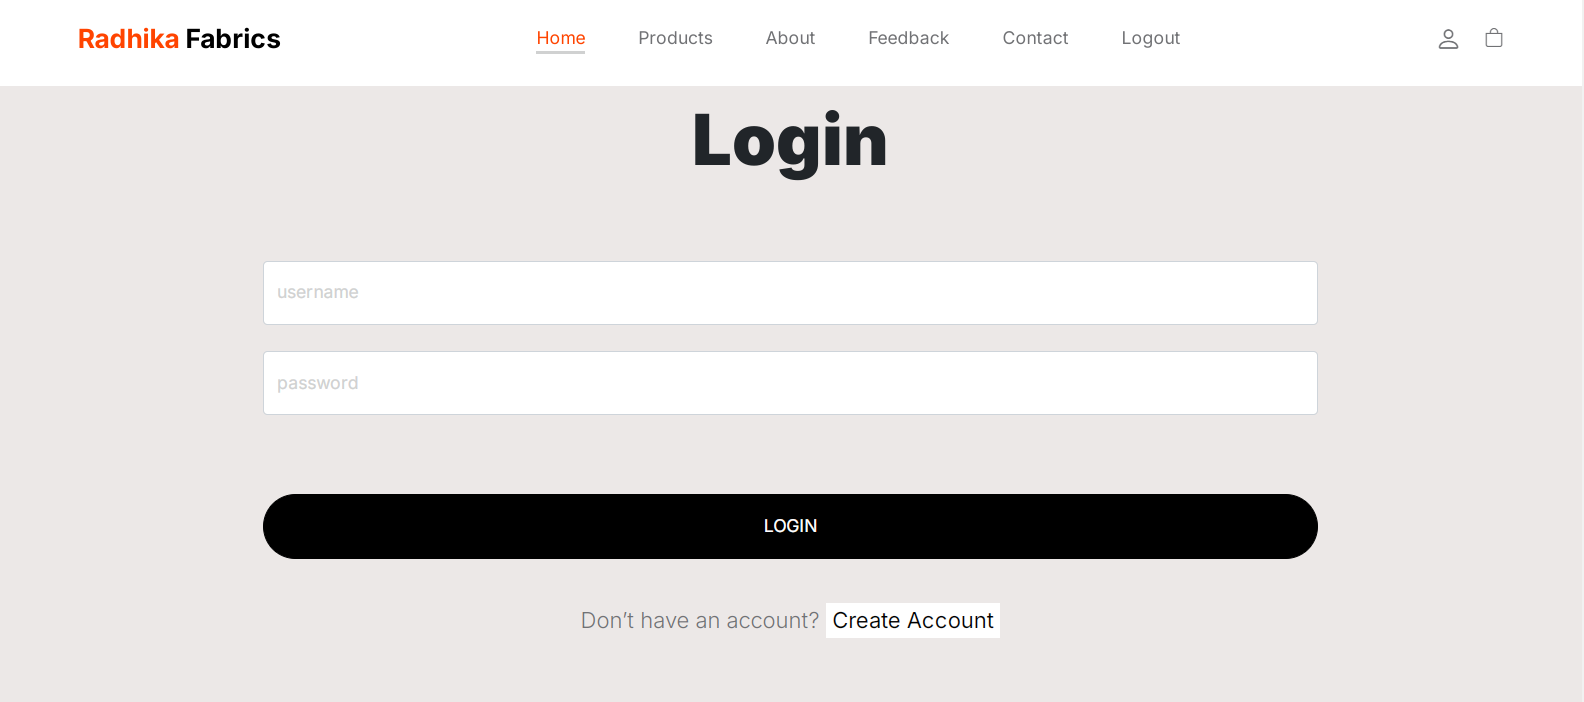 Radhika Fabrics Home Products About Feedback Contact Logout
Login
username
password
LOGIN
Don’t have an account? Create Account